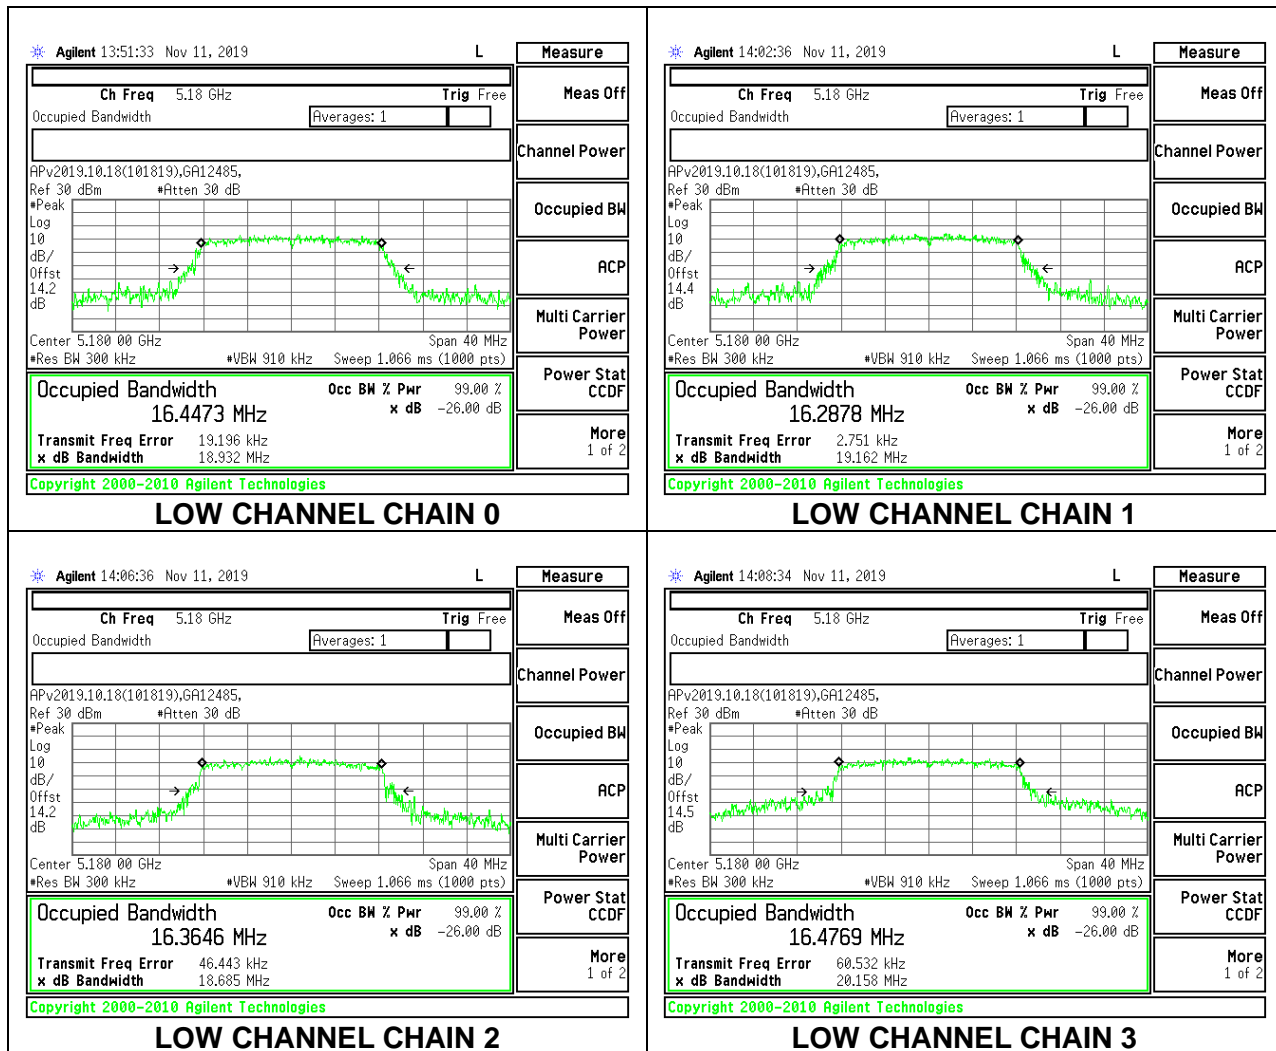 Agilent 13:51:33 Nov 11, 2019 L Measure
Ch Freq 5.18 GHz Trig Free
Meas Off
Occupied Bandwidth Averages: 1
Channel Power
APv2019.10.18(101819),GA12485,
Ref 30 dBm #Atten 30 dB
#Peak
Log
10
dB/
Offst
14.2
dB
Occupied BW
ACP
Multi Carrier
Power
Center 5.180 00 GHz Span 40 MHz
#Res BW 300 kHz #VBW 910 kHz Sweep 1.066 ms (1000 pts)
Power Stat
CCDF
Occupied Bandwidth Occ BW % Pwr 99.00 %
16.4473 MHz x dB -26.00 dB
Transmit Freq Error 19.196 kHz
x dB Bandwidth 18.932 MHz
More
1 of 2
Copyright 2000-2010 Agilent Technologies
LOW CHANNEL CHAIN 0
Agilent 14:02:36 Nov 11, 2019 L Measure
Ch Freq 5.18 GHz Trig Free
Meas Off
Occupied Bandwidth Averages: 1
Channel Power
APv2019.10.18(101819),GA12485,
Ref 30 dBm #Atten 30 dB
#Peak
Log
10
dB/
Offst
14.4
dB
Occupied BW
ACP
Multi Carrier
Power
Center 5.180 00 GHz Span 40 MHz
#Res BW 300 kHz #VBW 910 kHz Sweep 1.066 ms (1000 pts)
Power Stat
CCDF
Occupied Bandwidth Occ BW % Pwr 99.00 %
16.2878 MHz x dB -26.00 dB
Transmit Freq Error 2.751 kHz
x dB Bandwidth 19.162 MHz
More
1 of 2
Copyright 2000-2010 Agilent Technologies
LOW CHANNEL CHAIN 1
Agilent 14:06:36 Nov 11, 2019 L Measure
Ch Freq 5.18 GHz Trig Free
Meas Off
Occupied Bandwidth Averages: 1
Channel Power
APv2019.10.18(101819),GA12485,
Ref 30 dBm #Atten 30 dB
#Peak
Log
10
dB/
Offst
14.2
dB
Occupied BW
ACP
Multi Carrier
Power
Center 5.180 00 GHz Span 40 MHz
#Res BW 300 kHz #VBW 910 kHz Sweep 1.066 ms (1000 pts)
Power Stat
CCDF
Occupied Bandwidth Occ BW % Pwr 99.00 %
16.3646 MHz x dB -26.00 dB
Transmit Freq Error 46.443 kHz
x dB Bandwidth 18.685 MHz
More
1 of 2
Copyright 2000-2010 Agilent Technologies
LOW CHANNEL CHAIN 2
Agilent 14:08:34 Nov 11, 2019 L Measure
Ch Freq 5.18 GHz Trig Free
Meas Off
Occupied Bandwidth Averages: 1
Channel Power
APv2019.10.18(101819),GA12485,
Ref 30 dBm #Atten 30 dB
#Peak
Log
10
dB/
Offst
14.5
dB
Occupied BW
ACP
Multi Carrier
Power
Center 5.180 00 GHz Span 40 MHz
#Res BW 300 kHz #VBW 910 kHz Sweep 1.066 ms (1000 pts)
Power Stat
CCDF
Occupied Bandwidth Occ BW % Pwr 99.00 %
16.4769 MHz x dB -26.00 dB
Transmit Freq Error 60.532 kHz
x dB Bandwidth 20.158 MHz
More
1 of 2
Copyright 2000-2010 Agilent Technologies
LOW CHANNEL CHAIN 3